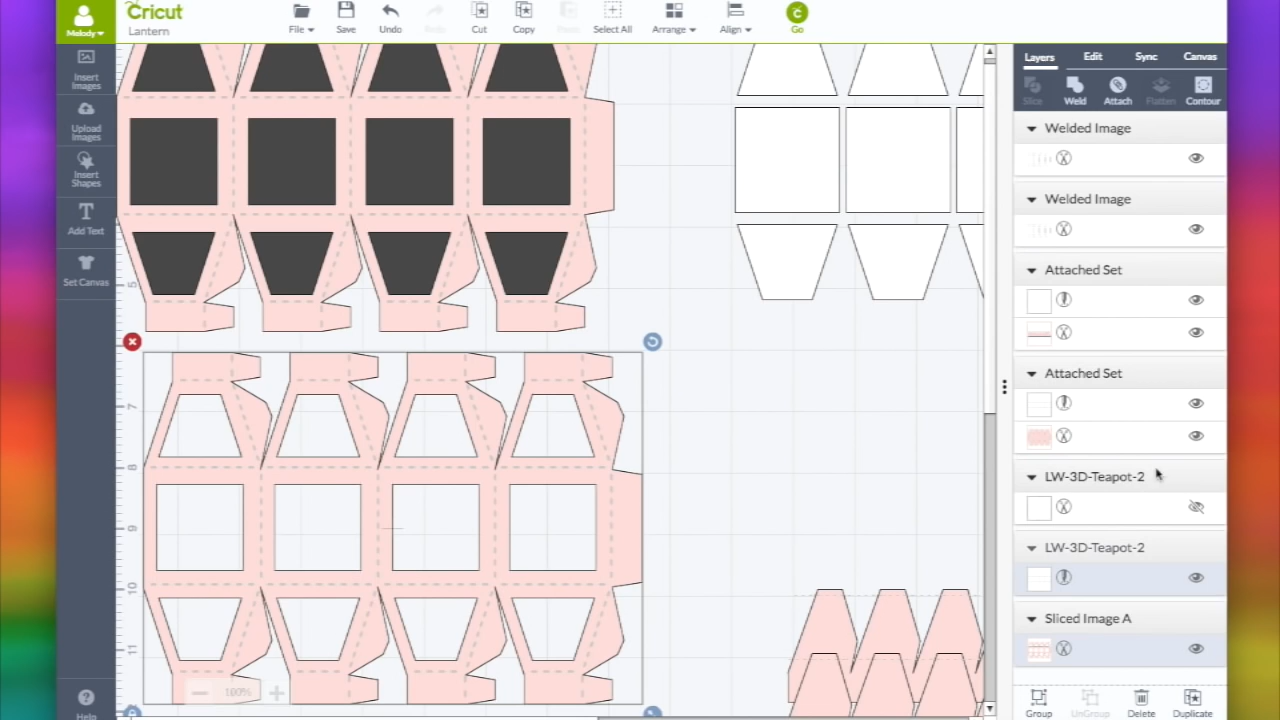 Melody
Cricut
Lantern
File
Save
Undo
Redo
Cut
Copy
Paste
Select All
Arrange
Align
Go
Insert
Images
Upload
Images
Insert
Shapes
Add Text
Set Canvas
Help
5
7
8
9
10
11
100%
Layers
Edit
Sync
Canvas
Slice
Weld
Attach
Flatten
Contour
Welded Image
Welded Image
Attached Set
Attached Set
LW-3D-Teapot-2
LW-3D-Teapot-2
Sliced Image A
Group
UnGroup
Delete
Duplicate